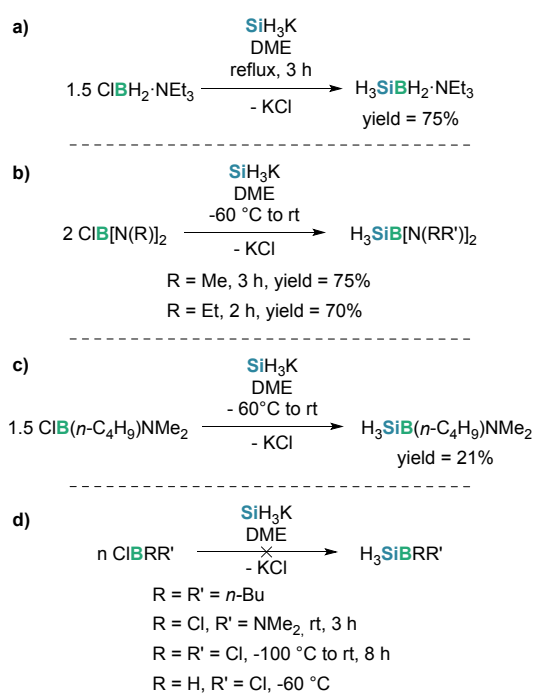 a)
SiH₃K
DME
reflux, 3 h
1.5 ClBH₂·NEt₃
H₃SiBH₂·NEt₃
- KCl
yield = 75%
b)
SiH₃K
DME
-60 °C to rt
2 ClB[N(R)]₂
H₃SiB[N(RR')]₂
- KCl
R = Me, 3 h, yield = 75%
R = Et, 2 h, yield = 70%
c)
SiH₃K
DME
- 60°C to rt
1.5 ClB(n-C₄H₉)NMe₂
H₃SiB(n-C₄H₉)NMe₂
- KCl
yield = 21%
d)
SiH₃K
DME
n ClBRR'
H₃SiBRR'
- KCl
R = R' = n-Bu
R = Cl, R' = NMe₂, rt, 3 h
R = R' = Cl, -100 °C to rt, 8 h
R = H, R' = Cl, -60 °C